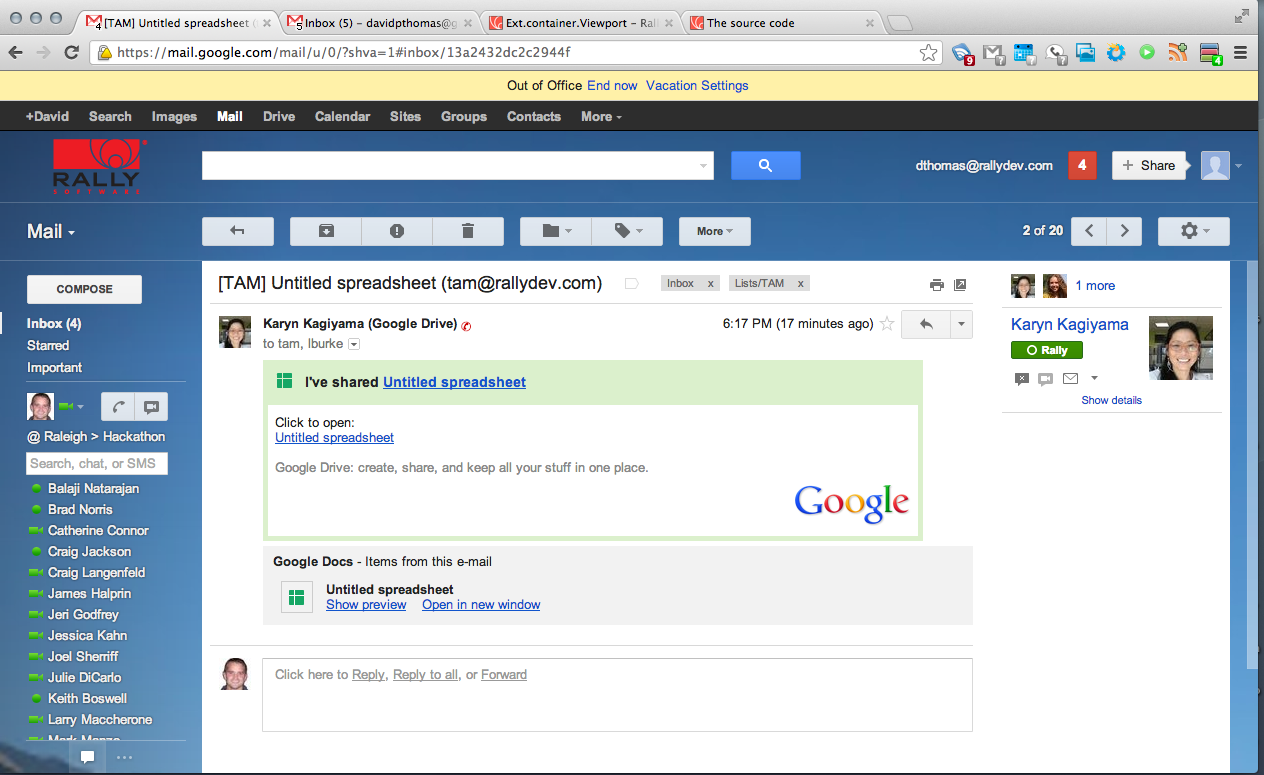 [TAM] Untitled spreadshe
Inbox (5) – davidpthomas@g
Ext.container.Viewport – Ral
The source code
https://mail.google.com/mail/u/0/?shva=1#inbox/13a2432dc2c2944f
9 ? ? ? 4
Out of Office End now Vacation Settings
+David Search Images Mail Drive Calendar Sites Groups Contacts More
RALLY
SOFTWARE
dthomas@rallydev.com 4 + Share
Mail
More
2 of 20
COMPOSE
Inbox (4)
Starred
Important
@ Raleigh > Hackathon
Search, chat, or SMS
Balaji Natarajan
Brad Norris
Catherine Connor
Craig Jackson
Craig Langenfeld
James Halprin
Jeri Godfrey
Jessica Kahn
Joel Sherriff
Julie DiCarlo
Keith Boswell
Larry Maccherone
[TAM] Untitled spreadsheet (tam@rallydev.com) Inbox x Lists/TAM x
Karyn Kagiyama (Google Drive) 6:17 PM (17 minutes ago)
to tam, lburke
I've shared Untitled spreadsheet
Click to open:
Untitled spreadsheet
Google Drive: create, share, and keep all your stuff in one place.
Google
Google Docs - Items from this e-mail
Untitled spreadsheet
Show preview Open in new window
Click here to Reply, Reply to all, or Forward
1 more
Karyn Kagiyama
Rally
Show details